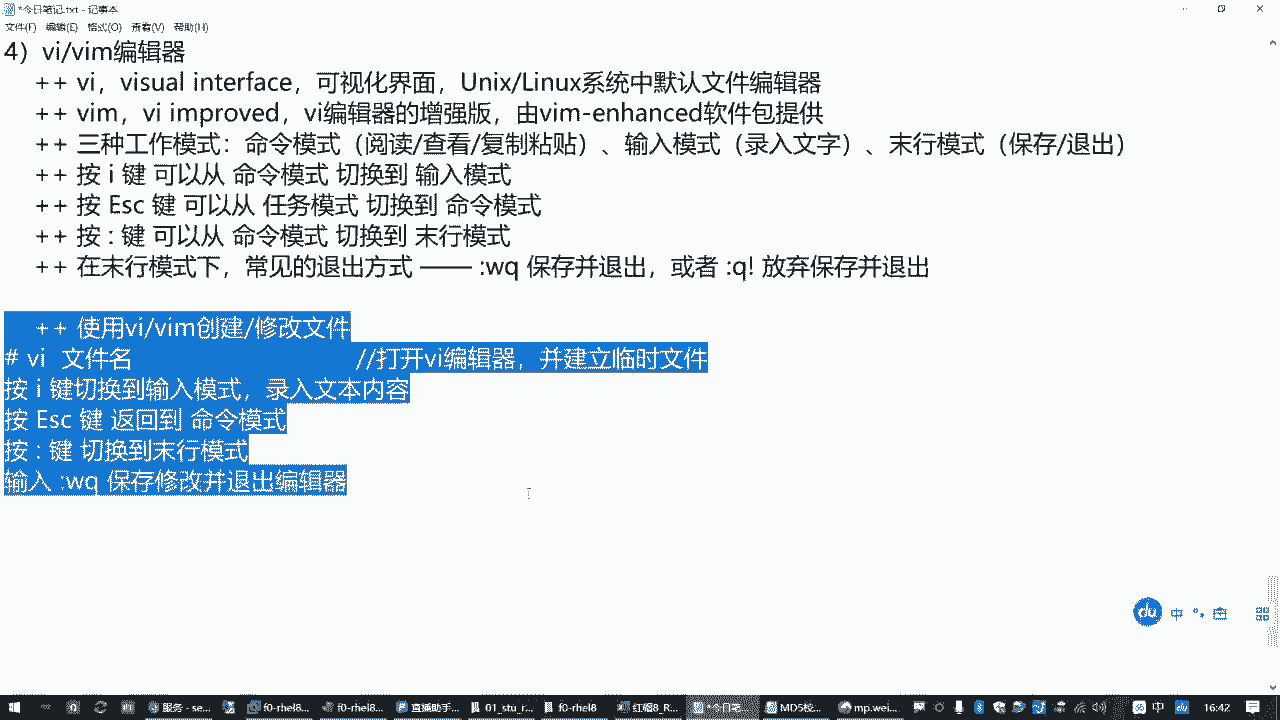 *今日笔记.txt - 记事本
文件(F) 编辑(E) 格式(O) 查看(V) 帮助(H)
4）vi/vim编辑器
++ vi，visual interface，可视化界面，Unix/Linux系统中默认文件编辑器
++ vim，vi improved，vi编辑器的增强版，由vim-enhanced软件包提供
++ 三种工作模式：命令模式（阅读/查看/复制粘贴）、输入模式（录入文字）、末行模式（保存/退出）
++ 按 i 键 可以从 命令模式 切换到 输入模式
++ 按 Esc 键 可以从 任务模式 切换到 命令模式
++ 按 : 键 可以从 命令模式 切换到 末行模式
++ 在末行模式下，常见的退出方式 —— :wq 保存并退出，或者 :q! 放弃保存并退出
++ 使用vi/vim创建/修改文件
# vi 文件名 //打开vi编辑器，并建立临时文件
按 i 键切换到输入模式，录入文本内容
按 Esc 键 返回到 命令模式
按 : 键 切换到末行模式
输入 :wq 保存修改并退出编辑器
du 中
服务 - se... f0-rhel8... f0-rhel8... 直播助手... 01_stu_r... f0-rhel8 红帽8_R... *今日笔... MD5校... mp.wei... 英 中 du 16:42